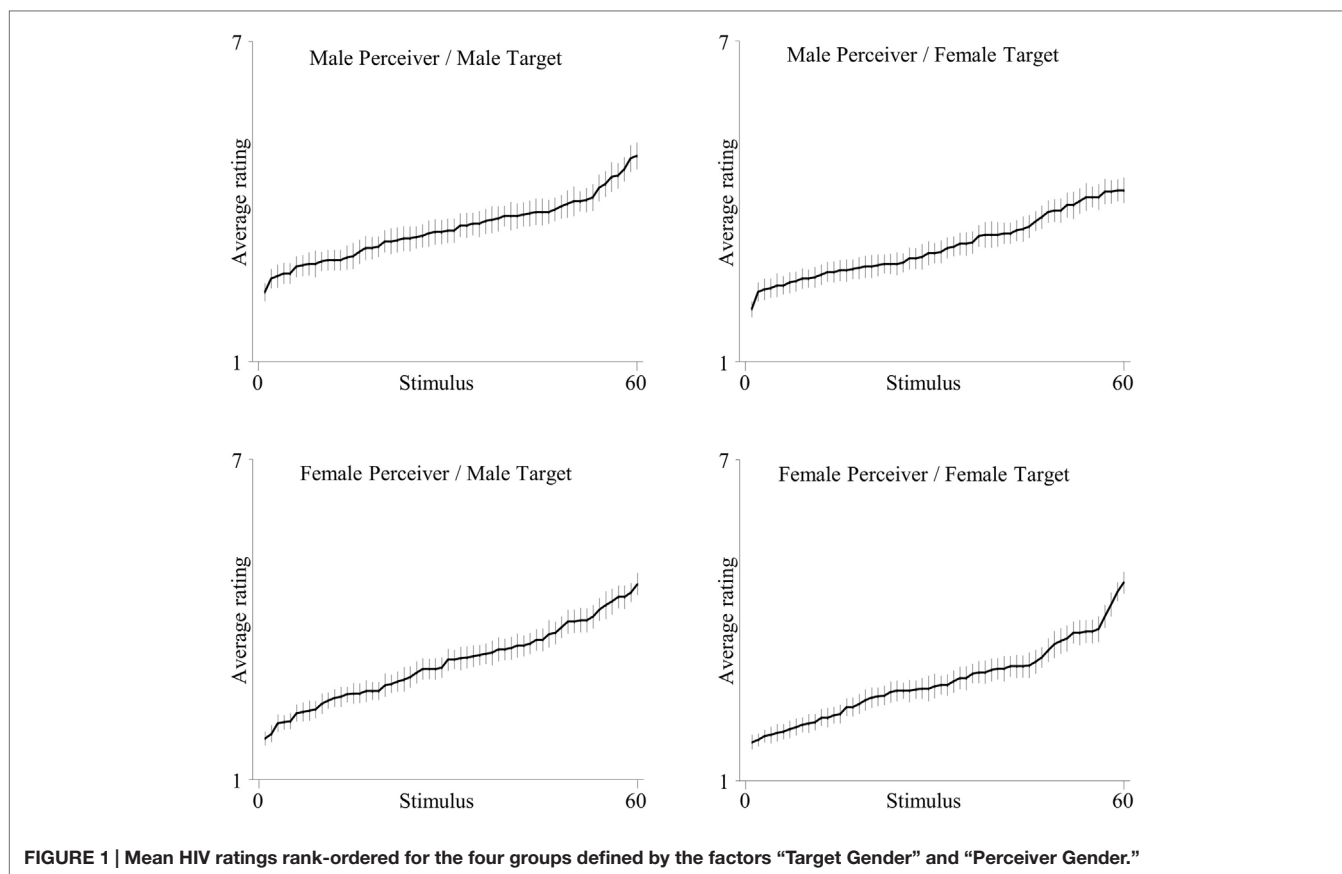 7
Male Perceiver / Male Target
Average rating
1
0
Stimulus
60
7
Male Perceiver / Female Target
Average rating
1
0
Stimulus
60
7
Female Perceiver / Male Target
Average rating
1
0
Stimulus
60
7
Female Perceiver / Female Target
Average rating
1
0
Stimulus
60
FIGURE 1 | Mean HIV ratings rank-ordered for the four groups defined by the factors “Target Gender” and “Perceiver Gender.”